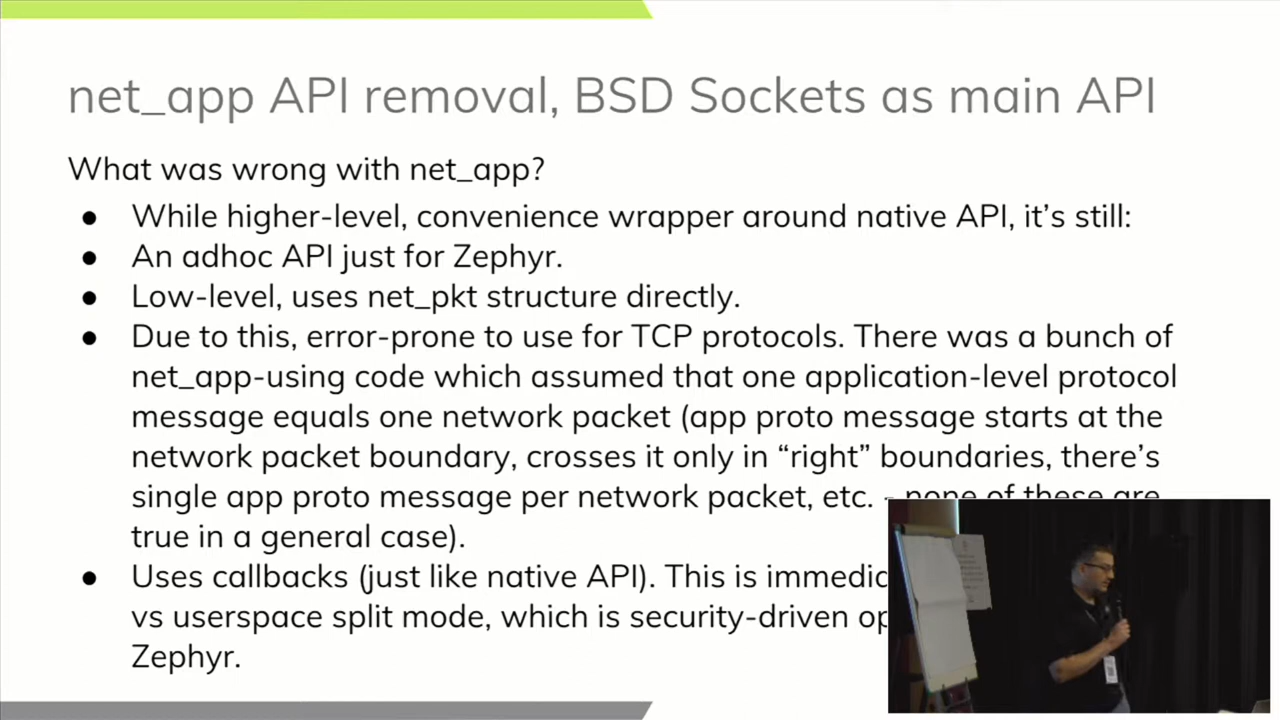 net_app API removal, BSD Sockets as main API
What was wrong with net_app?
● While higher-level, convenience wrapper around native API, it’s still:
● An adhoc API just for Zephyr.
● Low-level, uses net_pkt structure directly.
● Due to this, error-prone to use for TCP protocols. There was a bunch of
net_app-using code which assumed that one application-level protocol
message equals one network packet (app proto message starts at the
network packet boundary, crosses it only in “right” boundaries, there’s
single app proto message per network packet, etc. - none of these are
true in a general case).
● Uses callbacks (just like native API). This is
vs userspace split mode, which is security-driven
Zephyr.